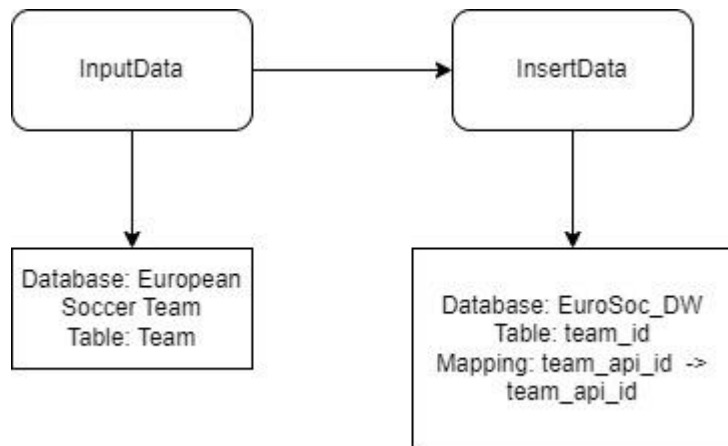 InputData
InsertData
Database: European
Soccer Team
Table: Team
Database: EuroSoc_DW
Table: team_id
Mapping: team_api_id ->
team_api_id